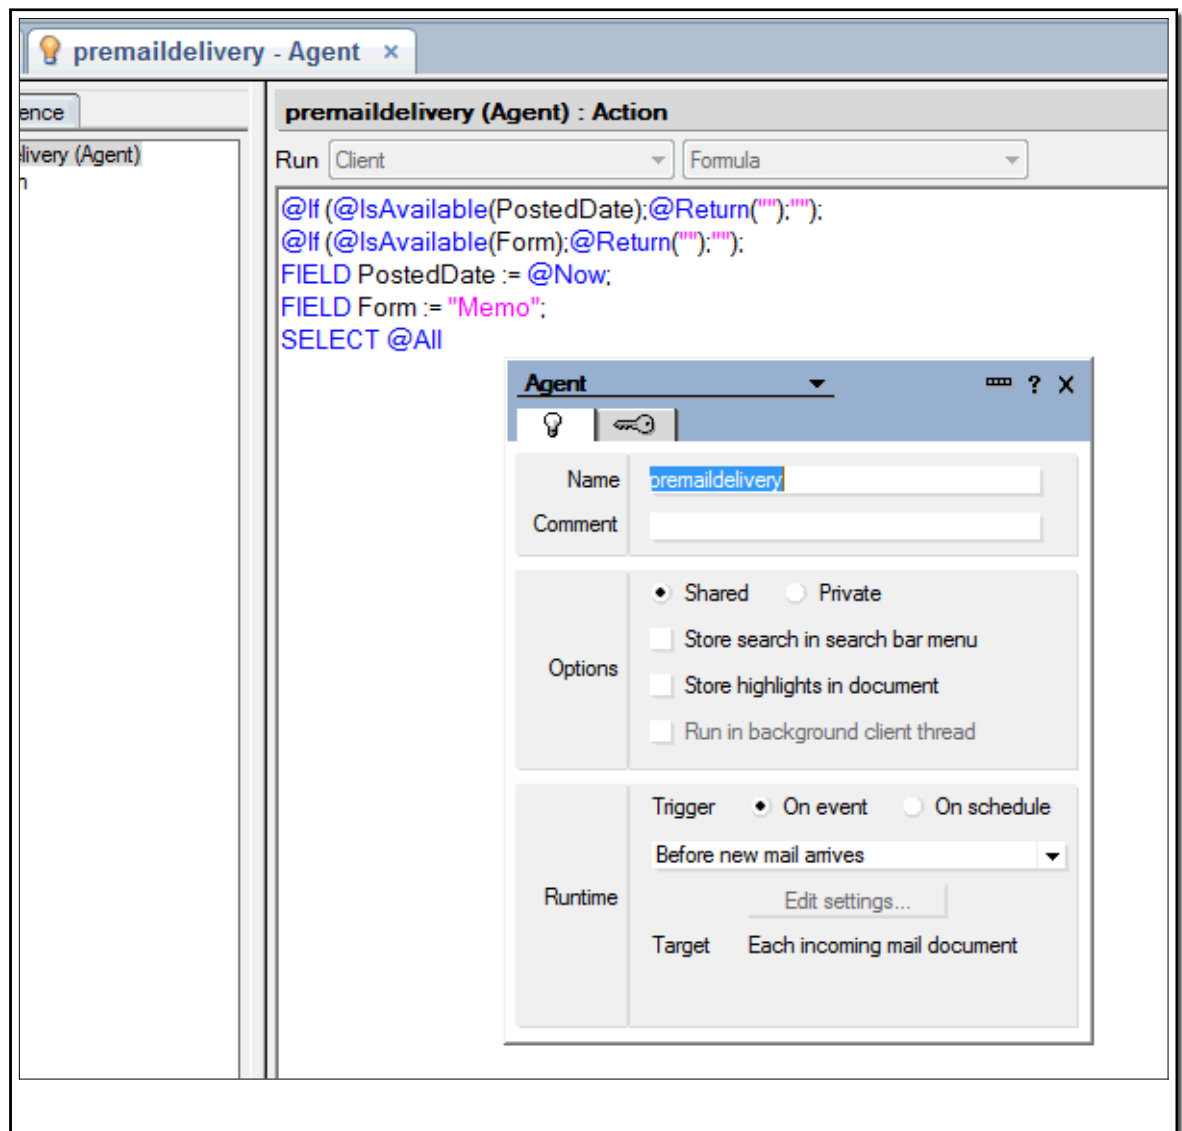 premaildelivery - Agent ×
ence
premaildelivery (Agent) : Action
livery (Agent)
n
Run Client Formula
@If (@IsAvailable(PostedDate);@Return("");"");
@If (@IsAvailable(Form);@Return("");"");
FIELD PostedDate := @Now;
FIELD Form := "Memo";
SELECT @All
Agent ? X
Name premaildelivery
Comment
Options
Shared Private
Store search in search bar menu
Store highlights in document
Run in background client thread
Runtime
Trigger On event On schedule
Before new mail arrives
Edit settings...
Target Each incoming mail document